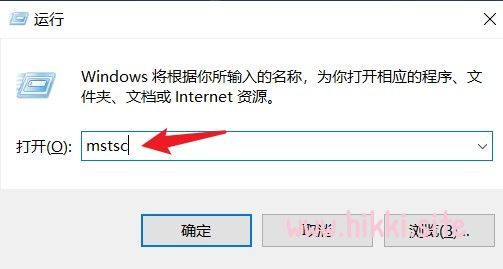 运行
Windows 将根据你所输入的名称，为你打开相应的程序、文
件夹、文档或 Internet 资源。
打开(O): mstsc
确定 取消 浏览(B)...
www.hikki.site